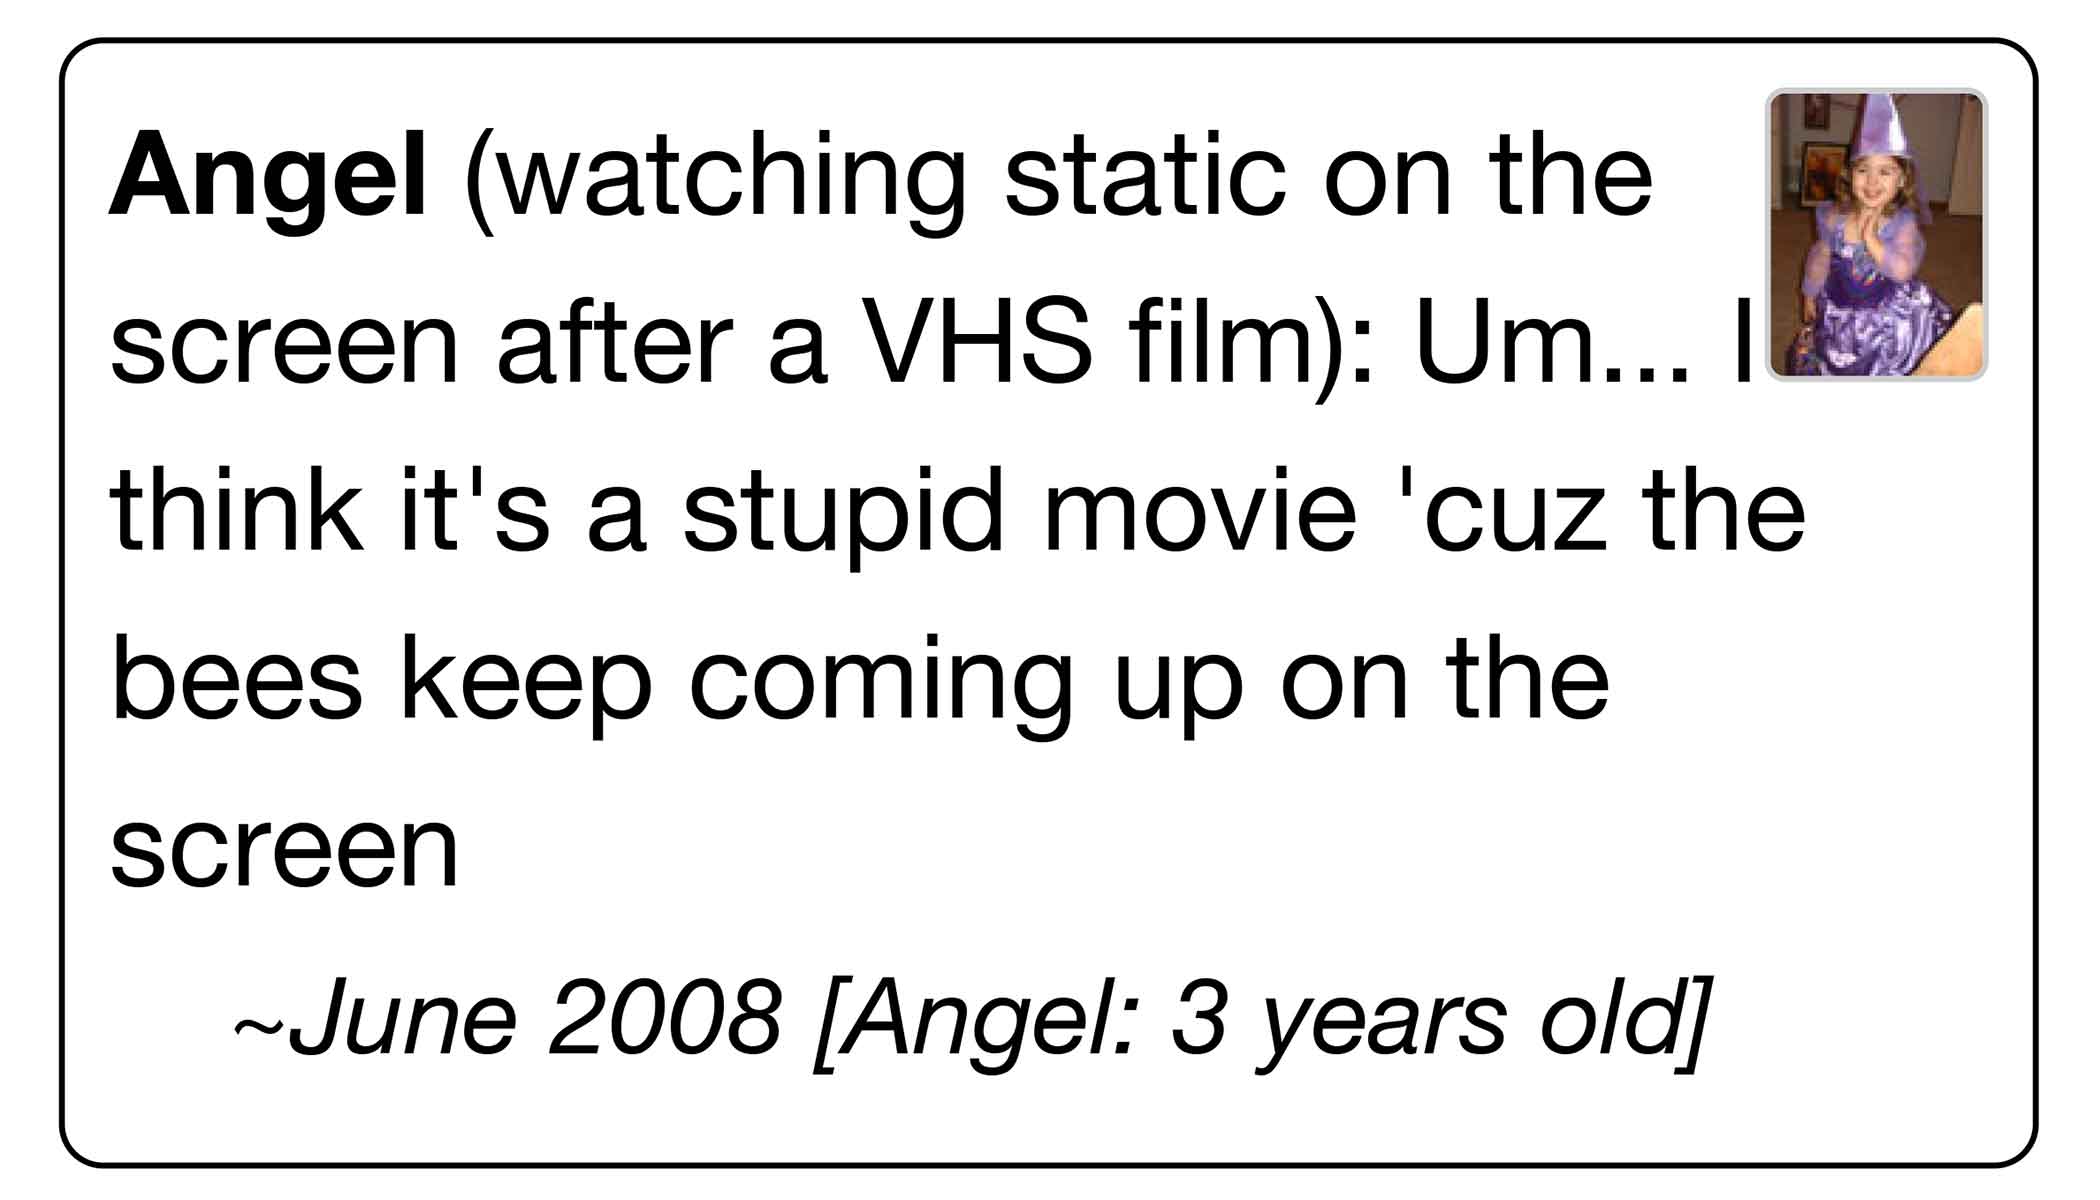 Angel (watching static on the
screen after a VHS film): Um... I
think it's a stupid movie 'cuz the
bees keep coming up on the
screen
~June 2008 [Angel: 3 years old]